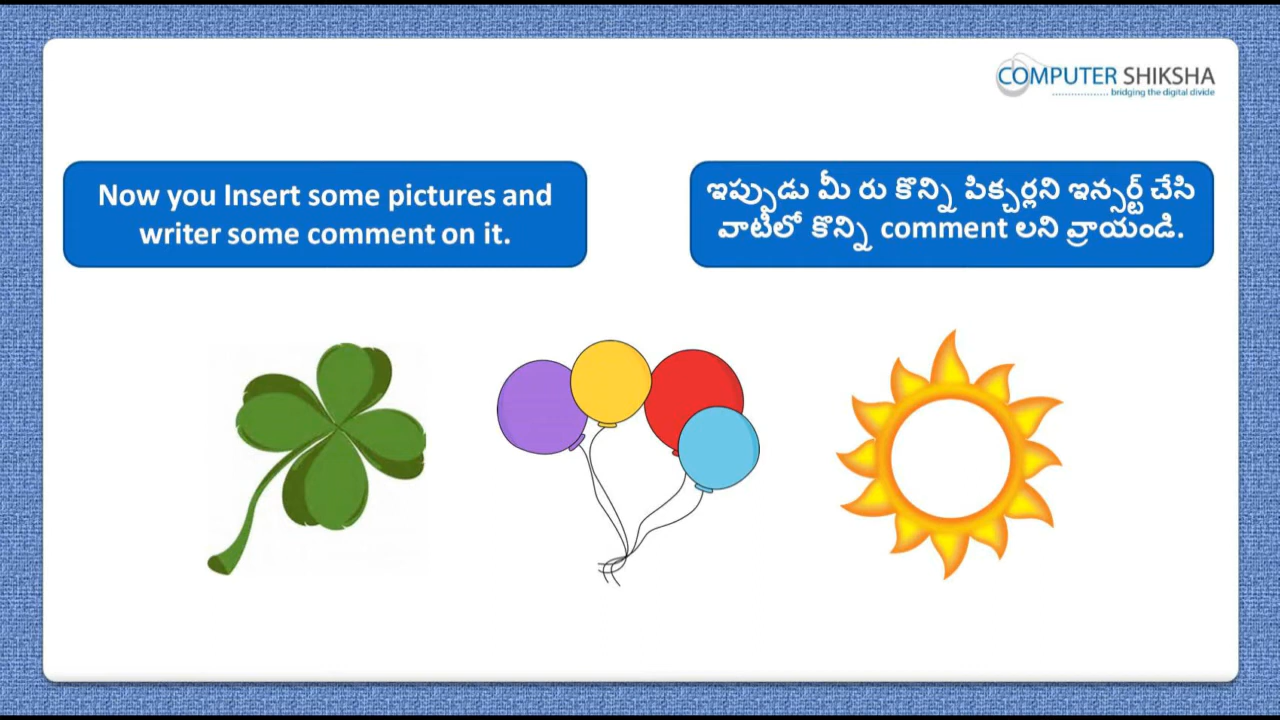 COMPUTER SHIKSHA
.................. bridging the digital divide
Now you Insert some pictures and
writer some comment on it.
ఇప్పుడు మీ రు కొన్ని పిక్చర్లని ఇన్సర్ట్ చేసి
వాటిలో కొన్ని comment లని వ్రాయండి.